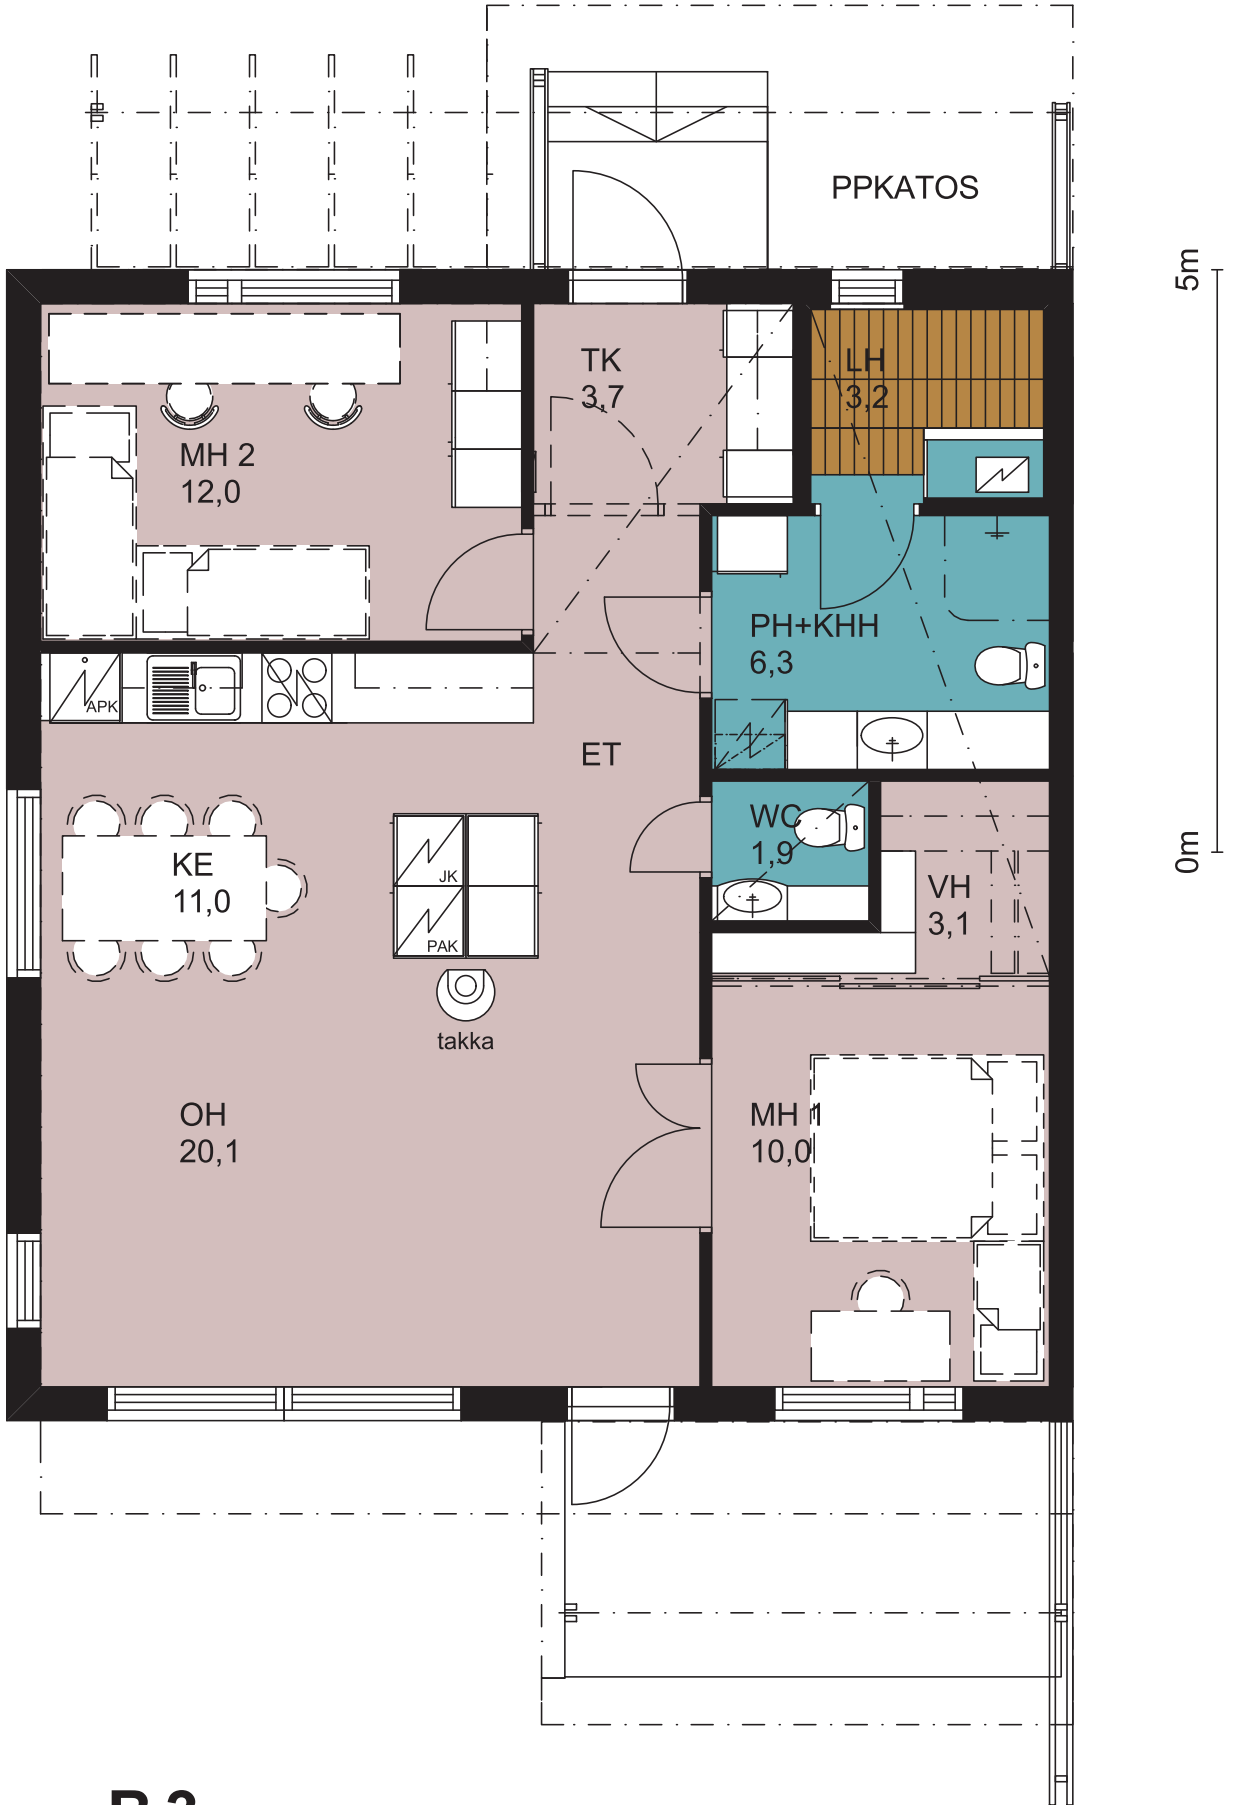 PPKATOS
5m
TK
3,7
LH
3,2
MH 2
12,0
PH+KHH
6,3
APK
ET
WC
1,9
0m
KE
11,0
JK
PAK
VH
3,1
takka
OH
20,1
MH 1
10,0